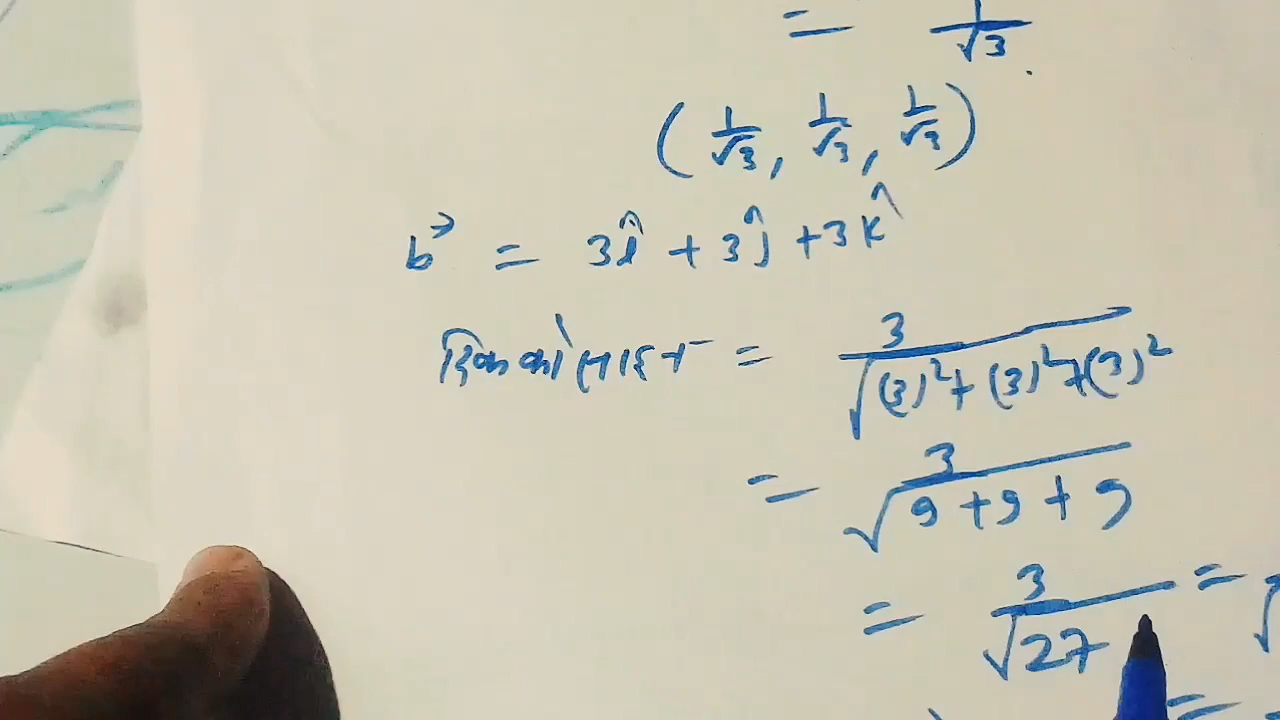 = 1/√3
(1/√3, 1/√3, 1/√3)
b⃗ = 3î + 3ĵ + 3k̂
= 3/√((3)²+(3)²+(3)²)
= 3/√(9+9+9)
= 3/√27 =
=